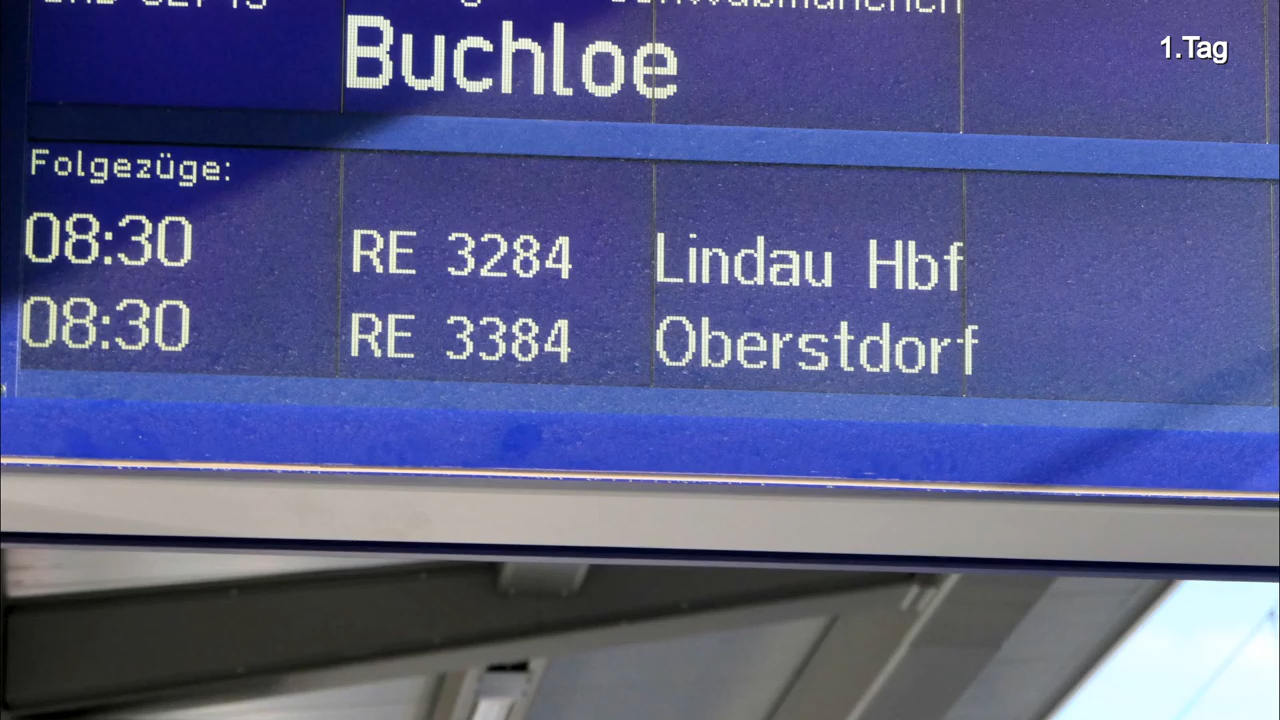 1.Tag
Buchloe
Folgezüge:
08:30 RE 3284 Lindau Hbf
08:30 RE 3384 Oberstdorf